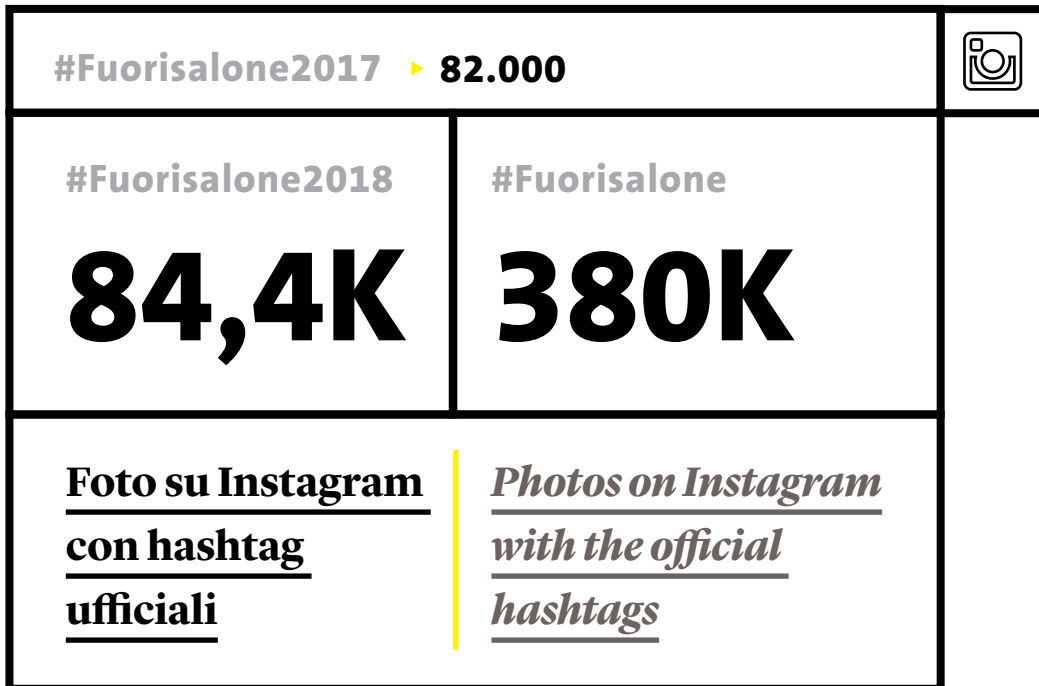 #Fuorisalone2017 ▸ 82.000
#Fuorisalone2018
84,4K
#Fuorisalone
380K
Foto su Instagram
con hashtag
ufficiali
Photos on Instagram
with the official
hashtags